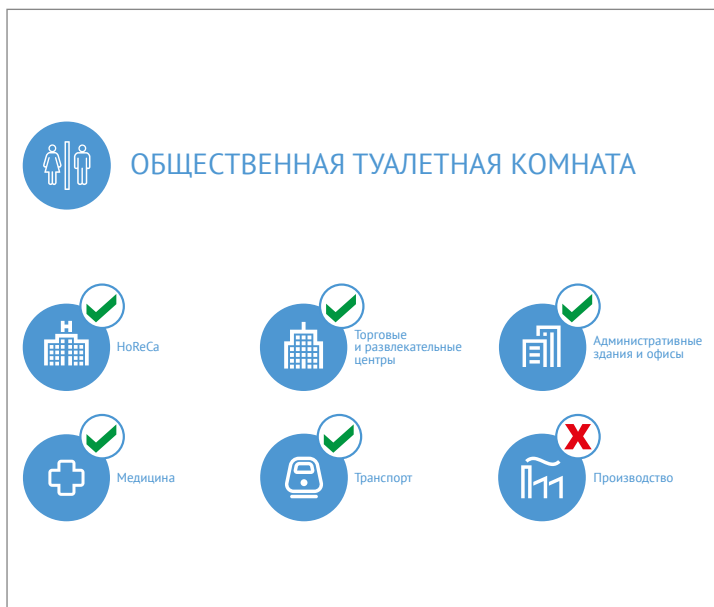 ОБЩЕСТВЕННАЯ ТУАЛЕТНАЯ КОМНАТА
H
HoReCa
Торговые
и развлекательные
центры
Административные
здания и офисы
Медицина
Транспорт
Производство